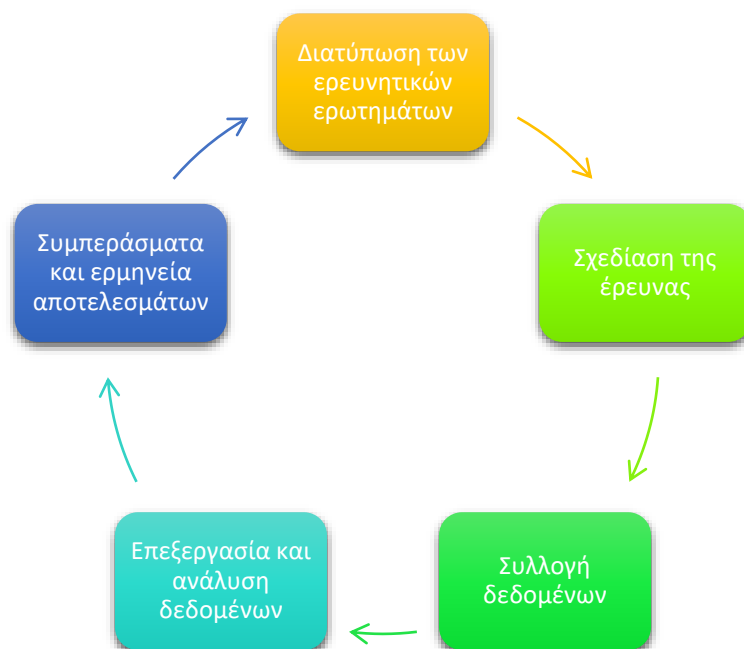 Διατύπωση των
ερευνητικών
ερωτημάτων
Σχεδίαση της
έρευνας
Συλλογή
δεδομένων
Επεξεργασία και
ανάλυση
δεδομένων
Συμπεράσματα
και ερμηνεία
αποτελεσμάτων